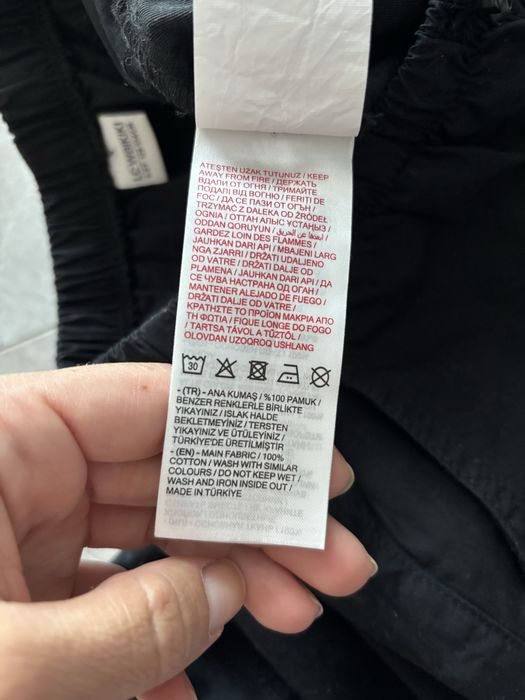 LC WAIKIKI
ATEŞTEN UZAK TUTUNUZ / KEEP
AWAY FROM FIRE / ДЕРЖАТЬ
ВДАЛИ ОТ ОГНЯ / ТРИМАЙТЕ
ПОДАЛІ ВІД ВОГНЮ / FERIȚI DE
FOC / ДА СЕ ПАЗИ ОТ ОГЪН /
TRZYMAĆ Z DALEKA OD ŹRÓDEŁ
OGNIA / ОТТАН АЛЫС ҰСТАҢЫЗ /
ODDAN QORUYUN / أبعدها عن الحريق /
GARDEZ LOIN DES FLAMMES /
JAUHKAN DARI API / MBAJENI LARG
NGA ZJARRI / DRŽATI UDALJENO
OD VATRE / DRŽATI DALJE OD
PLAMENA / JAUHKAN DARI API / ДА
СЕ ЧУВА НАСТРАНА ОД ОГАН /
MANTENER ALEJADO DE FUEGO /
DRŽATI DALJE OD VATRE /
ΚΡΑΤΗΣΤΕ ΤΟ ΠΡΟΪΟΝ ΜΑΚΡΙΑ ΑΠΟ
ΤΗ ΦΩΤΙΑ / FIQUE LONGE DO FOGO
/ TARTSA TÁVOL A TŰZTŐL /
OLOVDAN UZOQROQ USHLANG
30
- (TR) - ANA KUMAŞ / %100 PAMUK /
BENZER RENKLERLE BİRLİKTE
YIKAYINIZ / ISLAK HALDE
BEKLETMEYİNİZ / TERSTEN
YIKAYINIZ VE ÜTÜLEYİNİZ /
TÜRKİYE'DE ÜRETİLMİŞTİR
- (EN) - MAIN FABRIC / 100%
COTTON / WASH WITH SIMILAR
COLOURS / DO NOT KEEP WET /
WASH AND IRON INSIDE OUT /
MADE IN TÜRKİYE